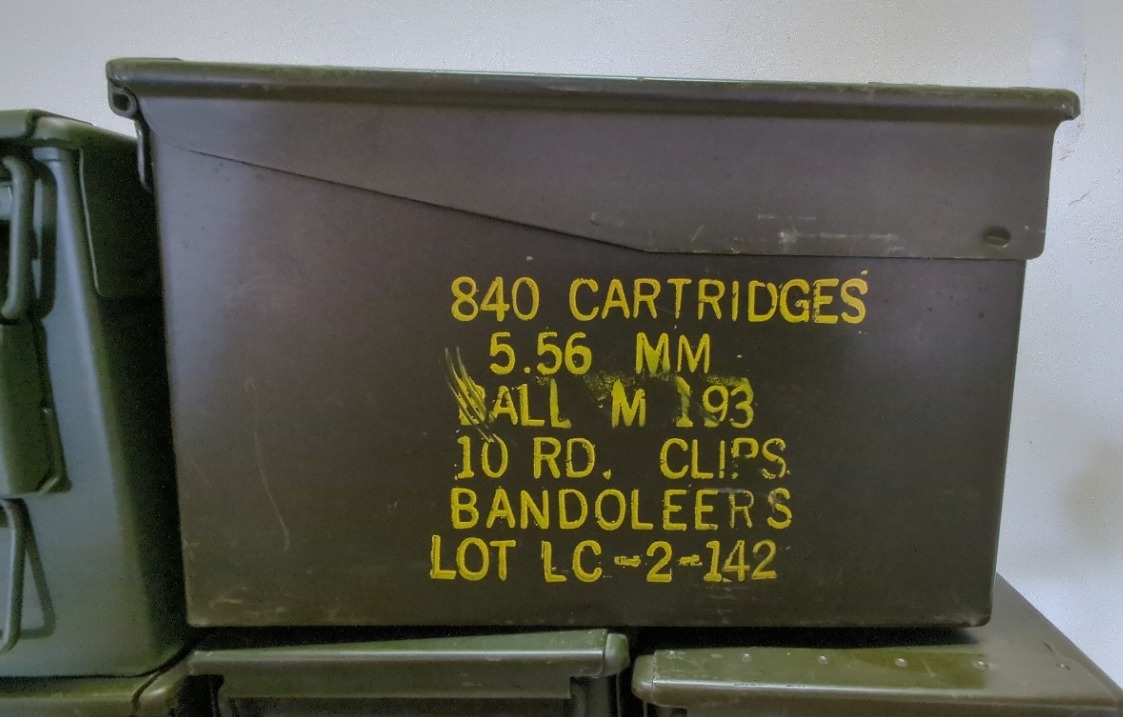 840 CARTRIDGES
5.56 MM
BALL M 193
10 RD. CLIPS
BANDOLEERS
LOT LC-2-142